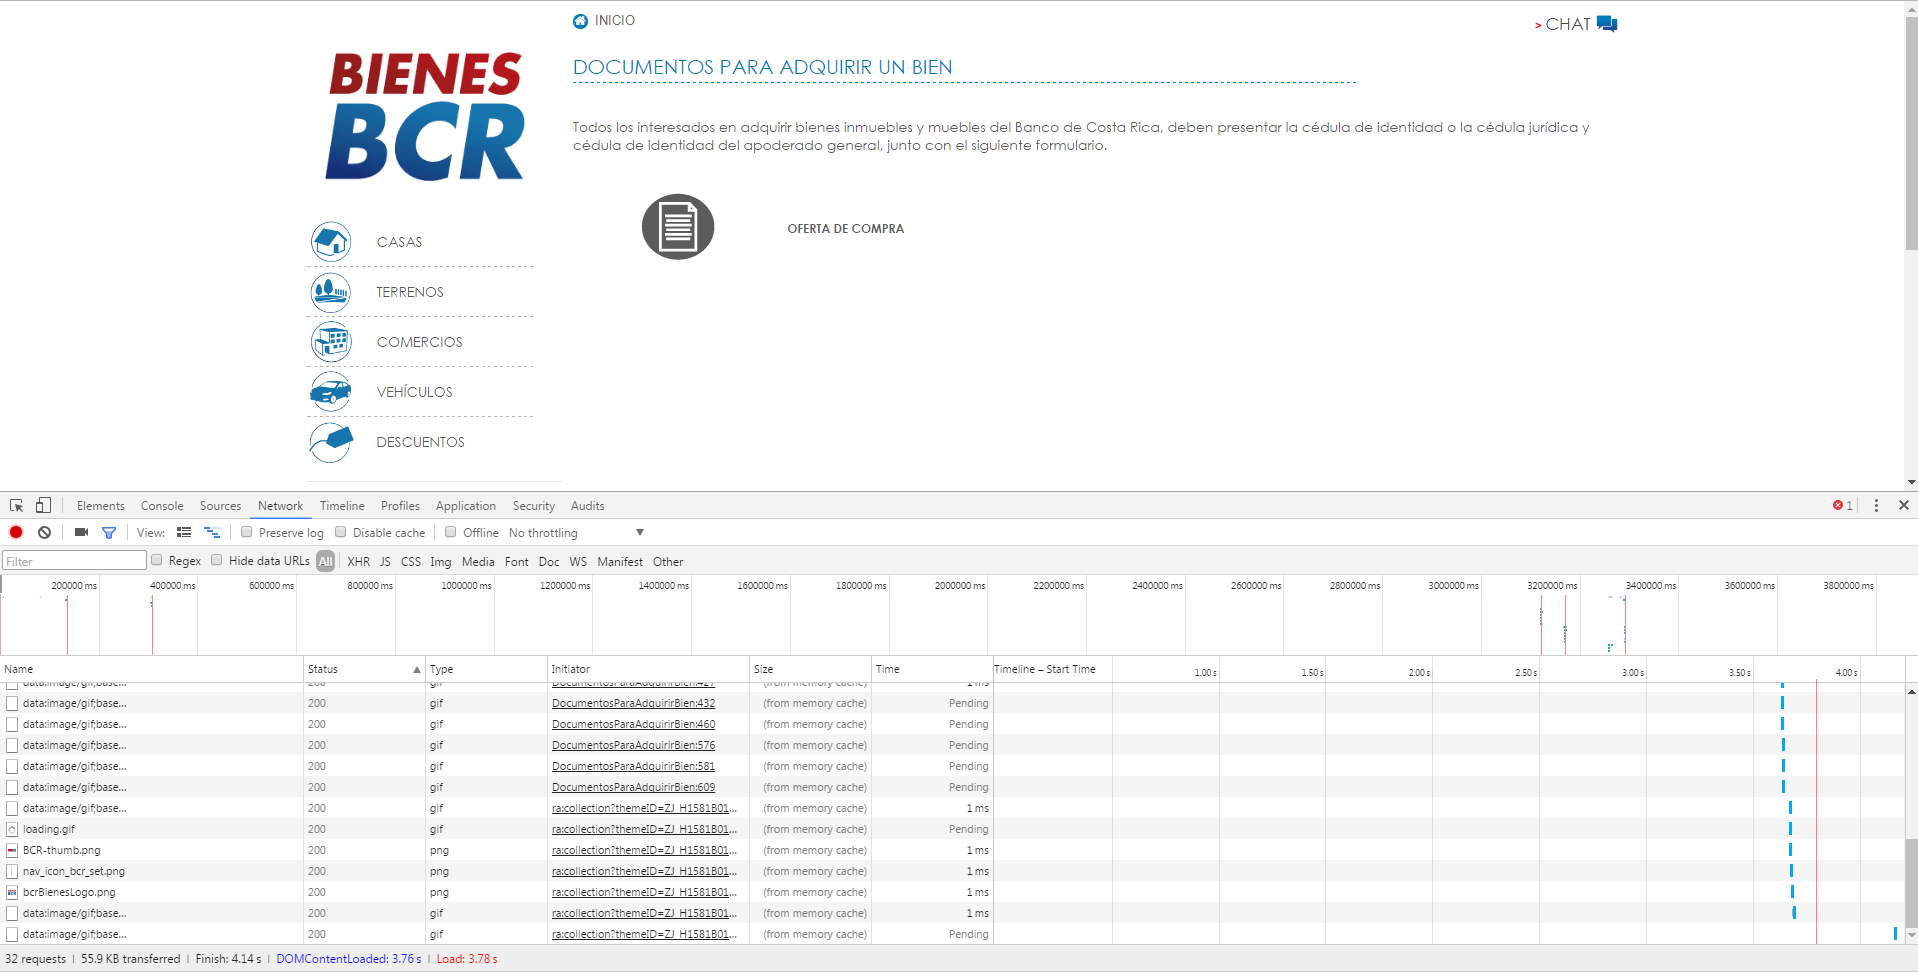 INICIO
> CHAT
BIENES
BCR
DOCUMENTOS PARA ADQUIRIR UN BIEN
Todos los interesados en adquirir bienes inmuebles y muebles del Banco de Costa Rica, deben presentar la cédula de identidad o la cédula jurídica y
cédula de identidad del apoderado general, junto con el siguiente formulario.
OFERTA DE COMPRA
CASAS
TERRENOS
COMERCIOS
VEHÍCULOS
DESCUENTOS
Elements Console Sources Network Timeline Profiles Application Security Audits 1
View: Preserve log Disable cache Offline No throttling
Filter Regex Hide data URLs All XHR JS CSS Img Media Font Doc WS Manifest Other
200000 ms 400000 ms 600000 ms 800000 ms 1000000 ms 1200000 ms 1400000 ms 1600000 ms 1800000 ms 2000000 ms 2200000 ms 2400000 ms 2600000 ms 2800000 ms 3000000 ms 3200000 ms 3400000 ms 3600000 ms 3800000 ms
Name Status Type Initiator Size Time Timeline – Start Time 1.00 s 1.50 s 2.00 s 2.50 s 3.00 s 3.50 s 4.00 s
data:image/gif;base... 200 gif DocumentosParaAdquirirBien:427 (from memory cache) 1 ms
data:image/gif;base... 200 gif DocumentosParaAdquirirBien:432 (from memory cache) Pending
data:image/gif;base... 200 gif DocumentosParaAdquirirBien:460 (from memory cache) Pending
data:image/gif;base... 200 gif DocumentosParaAdquirirBien:576 (from memory cache) Pending
data:image/gif;base... 200 gif DocumentosParaAdquirirBien:581 (from memory cache) Pending
data:image/gif;base... 200 gif DocumentosParaAdquirirBien:609 (from memory cache) Pending
data:image/gif;base... 200 gif ra:collection?themeID=ZJ_H1581B01... (from memory cache) 1 ms
loading.gif 200 gif ra:collection?themeID=ZJ_H1581B01... (from memory cache) Pending
BCR-thumb.png 200 png ra:collection?themeID=ZJ_H1581B01... (from memory cache) 1 ms
nav_icon_bcr_set.png 200 png ra:collection?themeID=ZJ_H1581B01... (from memory cache) 1 ms
bcrBienesLogo.png 200 png ra:collection?themeID=ZJ_H1581B01... (from memory cache) 1 ms
data:image/gif;base... 200 gif ra:collection?themeID=ZJ_H1581B01... (from memory cache) 1 ms
data:image/gif;base... 200 gif ra:collection?themeID=ZJ_H1581B01... (from memory cache) Pending
32 requests | 55.9 KB transferred | Finish: 4.14 s | DOMContentLoaded: 3.76 s | Load: 3.78 s